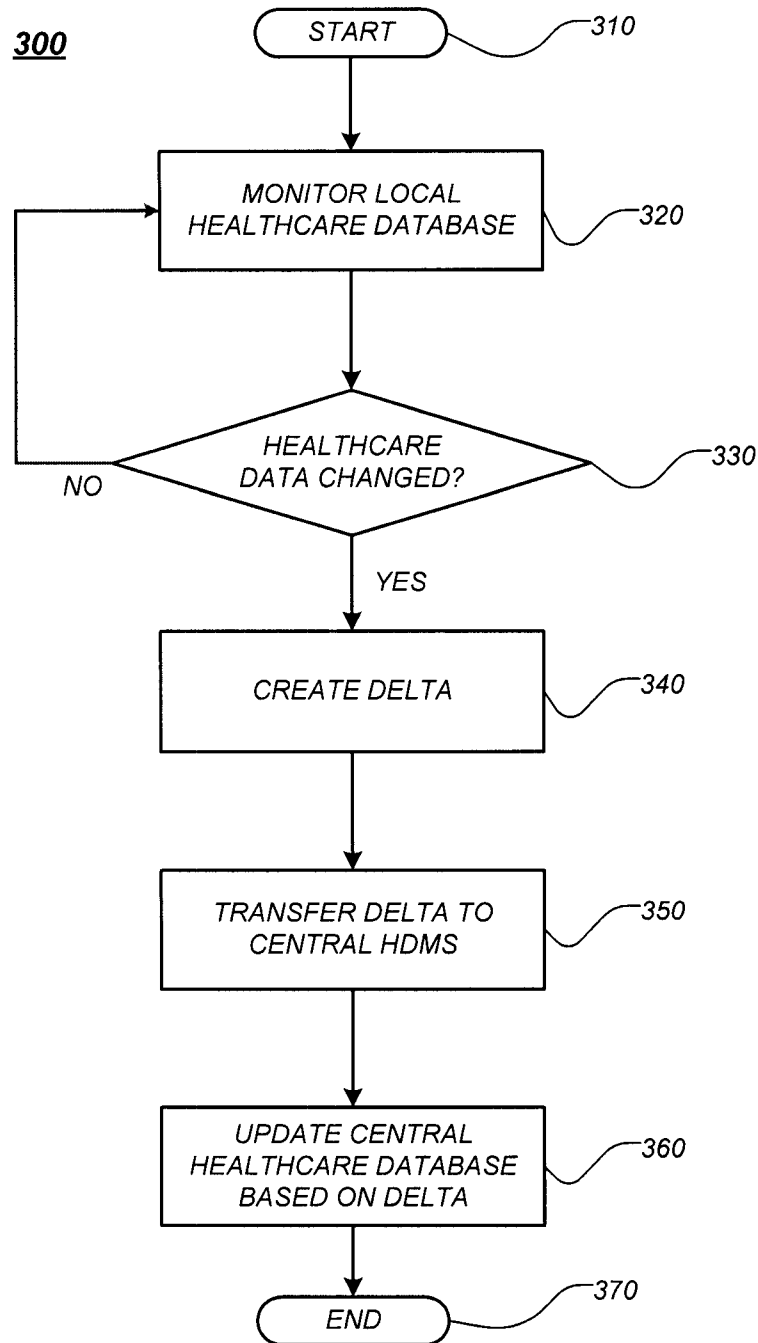 300
START
310
MONITOR LOCAL
HEALTHCARE DATABASE
320
HEALTHCARE
DATA CHANGED?
330
NO
YES
CREATE DELTA
340
TRANSFER DELTA TO
CENTRAL HDMS
350
UPDATE CENTRAL
HEALTHCARE DATABASE
BASED ON DELTA
360
END
370